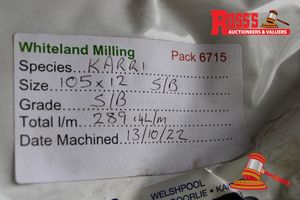 ROSS'S
AUCTIONEERS & VALUERS
Whiteland Milling
Pack 6715
Species KARRI
Size 105 x 12 S/B
Grade S/B
Total l/m 289.4 L/m
Date Machined 13/10/22
WELSHPOOL